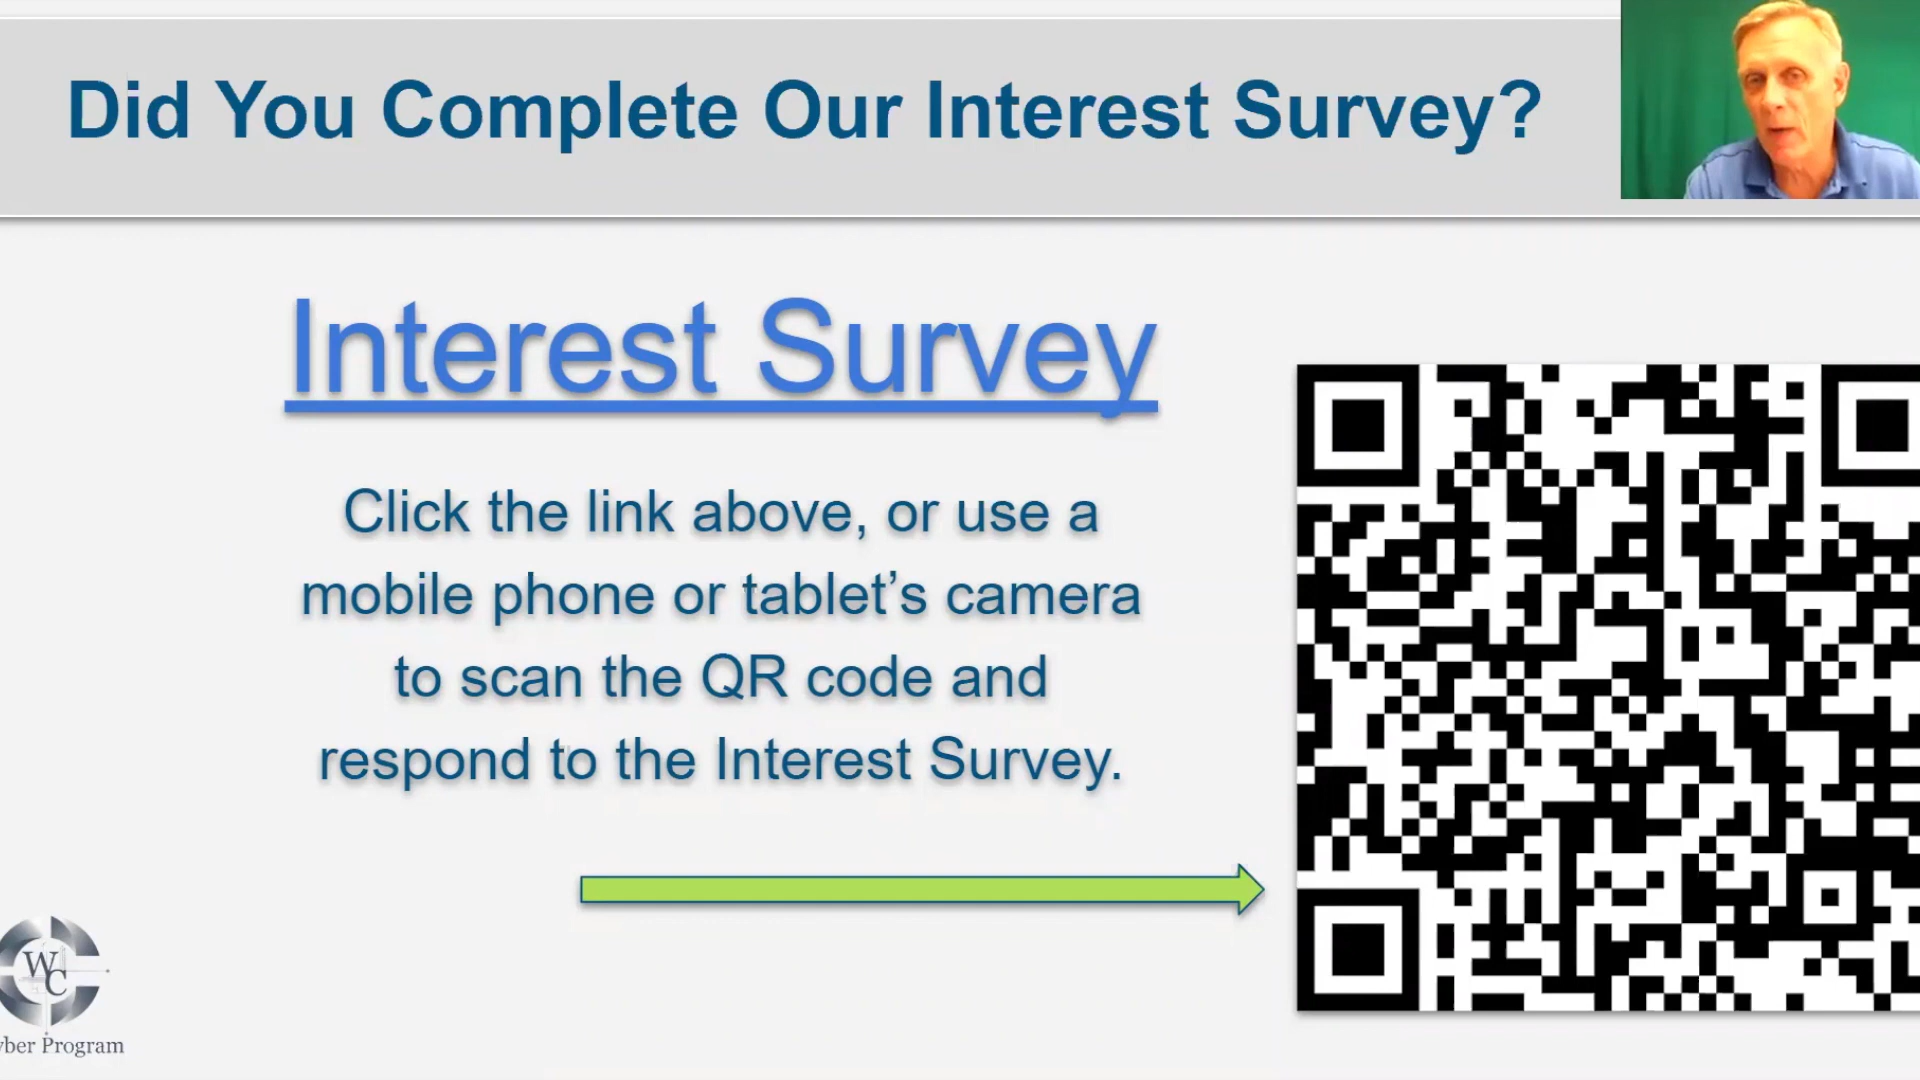 Did You Complete Our Interest Survey?
Interest Survey
Click the link above, or use a
mobile phone or tablet’s camera
to scan the QR code and
respond to the Interest Survey.
WC
yber Program